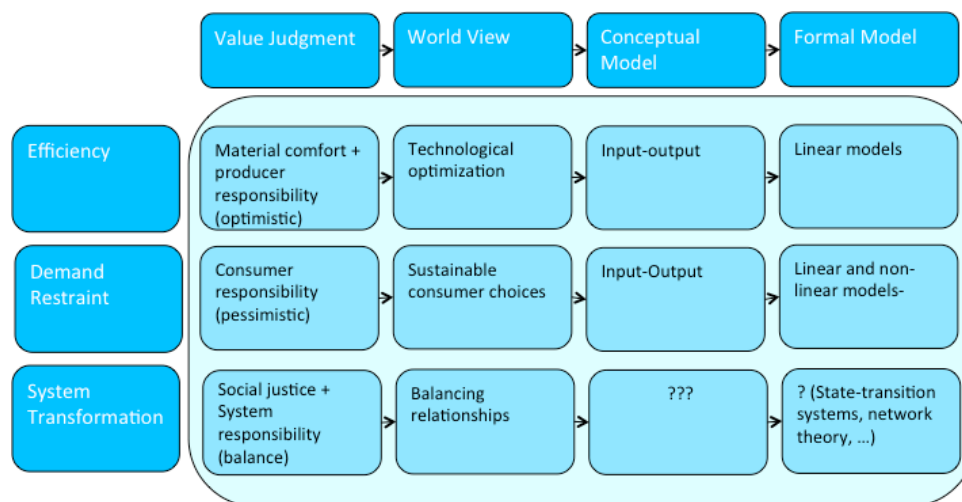 Value Judgment
World View
Conceptual
Model
Formal Model
Efficiency
Material comfort +
producer
responsibility
(optimistic)
Technological
optimization
Input-output
Linear models
Demand
Restraint
Consumer
responsibility
(pessimistic)
Sustainable
consumer choices
Input-Output
Linear and non-
linear models-
System
Transformation
Social justice +
System
responsibility
(balance)
Balancing
relationships
???
? (State-transition
systems, network
theory, ...)